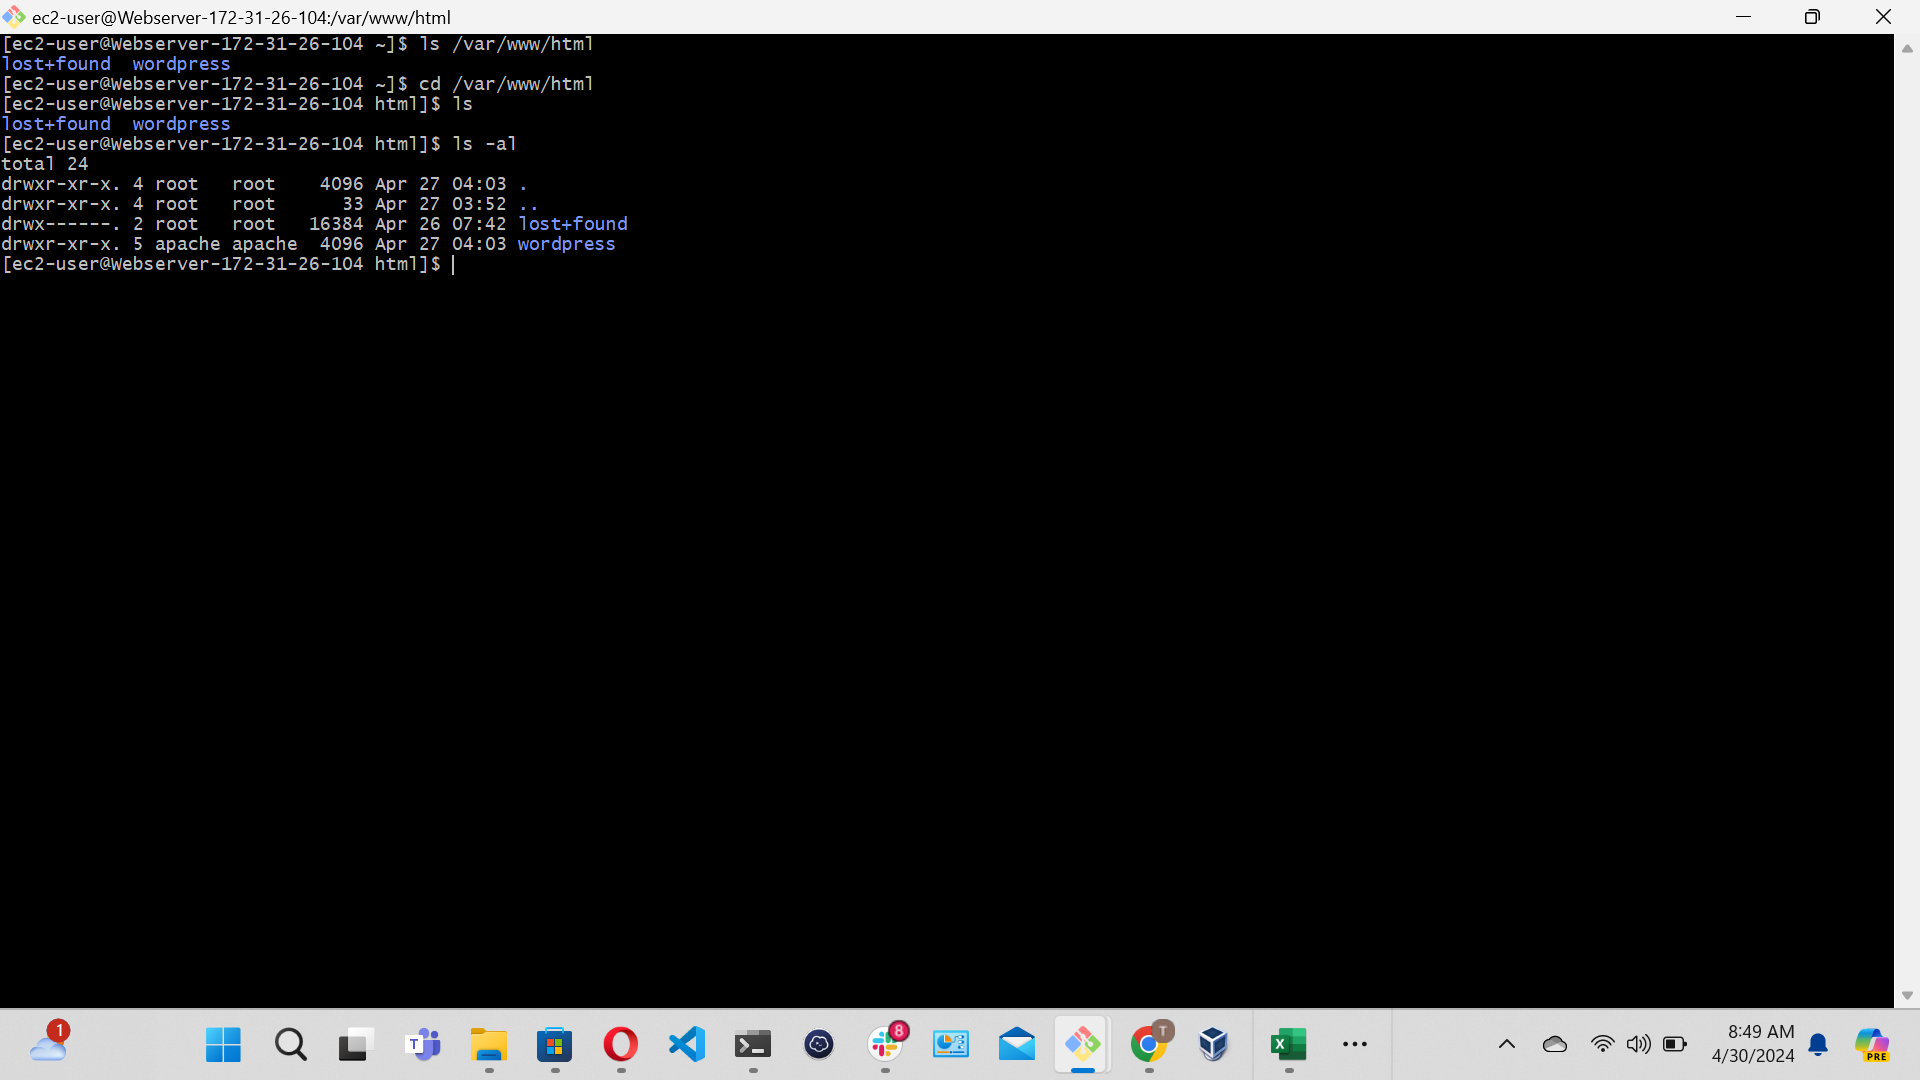 ec2-user@Webserver-172-31-26-104:/var/www/html
[ec2-user@Webserver-172-31-26-104 ~]$ ls /var/www/html
lost+found  wordpress
[ec2-user@Webserver-172-31-26-104 ~]$ cd /var/www/html
[ec2-user@Webserver-172-31-26-104 html]$ ls
lost+found  wordpress
[ec2-user@Webserver-172-31-26-104 html]$ ls -al
total 24
drwxr-xr-x. 4 root   root    4096 Apr 27 04:03 .
drwxr-xr-x. 4 root   root      33 Apr 27 03:52 ..
drwx------. 2 root   root   16384 Apr 26 07:42 lost+found
drwxr-xr-x. 5 apache apache  4096 Apr 27 04:03 wordpress
[ec2-user@Webserver-172-31-26-104 html]$
1
T
8
T
X
8:49 AM
4/30/2024
PRE